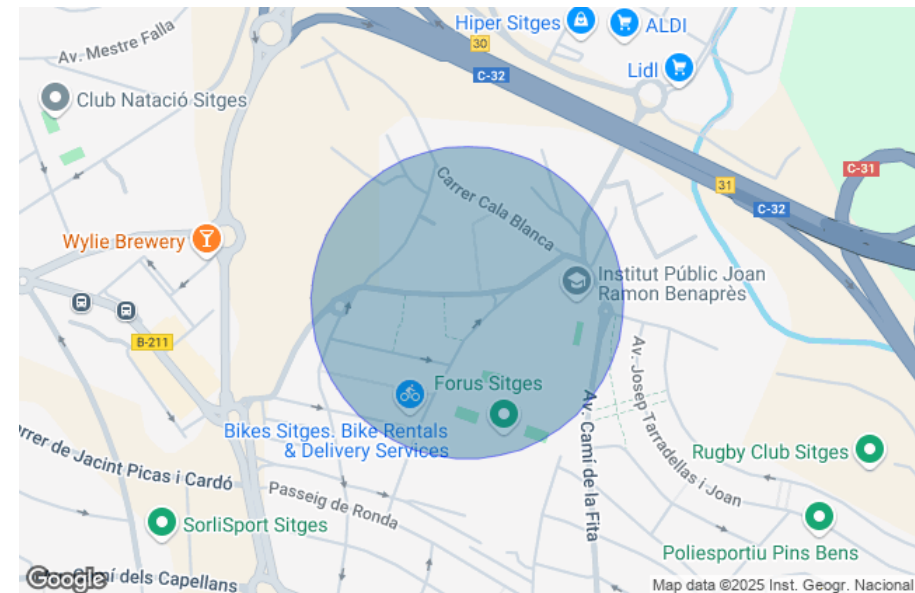 Hiper Sitges
ALDI
30
Av. Mestre Falla
C-32
Lidl
Club Natació Sitges
C-31
Carrer Cala Blanca
31
C-32
Wylie Brewery
Institut Públic Joan
Ramon Benaprès
B-211
Forus Sitges
Av. Josep Tarradellas i Joan
Av. Camí de la Fita
Bikes Sitges. Bike Rentals
& Delivery Services
Rugby Club Sitges
Carrer de Jacint Picas i Cardó
Passeig de Ronda
SorliSport Sitges
Poliesportiu Pins Bens
Camí dels Capellans
Google
Map data ©2025 Inst. Geogr. Nacional